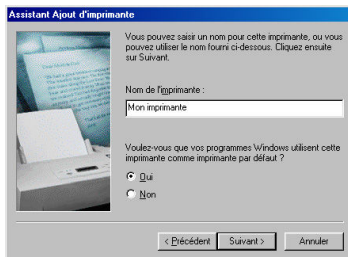 Assistant Ajout d'imprimante
Vous pouvez saisir un nom pour cette imprimante, ou vous
pouvez utiliser le nom fourni ci-dessous. Cliquez ensuite
sur Suivant.
Nom de l'imprimante :
Mon imprimante
Voulez-vous que vos programmes Windows utilisent cette
imprimante comme imprimante par défaut ?
Oui
Non
< Précédent
Suivant >
Annuler